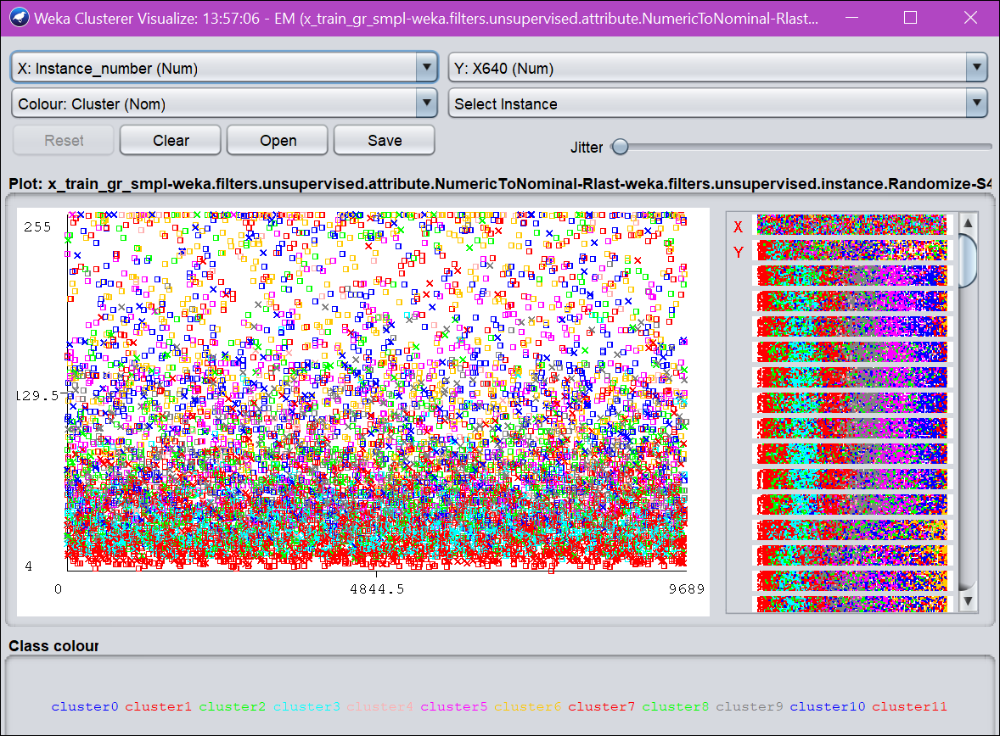 Weka Clusterer Visualize: 13:57:06 - EM (x_train_gr_smpl-weka.filters.unsupervised.attribute.NumericToNominal-Rlast...
X: Instance_number (Num) Y: X640 (Num)
Colour: Cluster (Nom) Select Instance
Reset Clear Open Save Jitter
Plot: x_train_gr_smpl-weka.filters.unsupervised.attribute.NumericToNominal-Rlast-weka.filters.unsupervised.instance.Randomize-S4
255
X
Y
129.5
4
0 4844.5 9689
Class colour
cluster0 cluster1 cluster2 cluster3 cluster4 cluster5 cluster6 cluster7 cluster8 cluster9 cluster10 cluster11